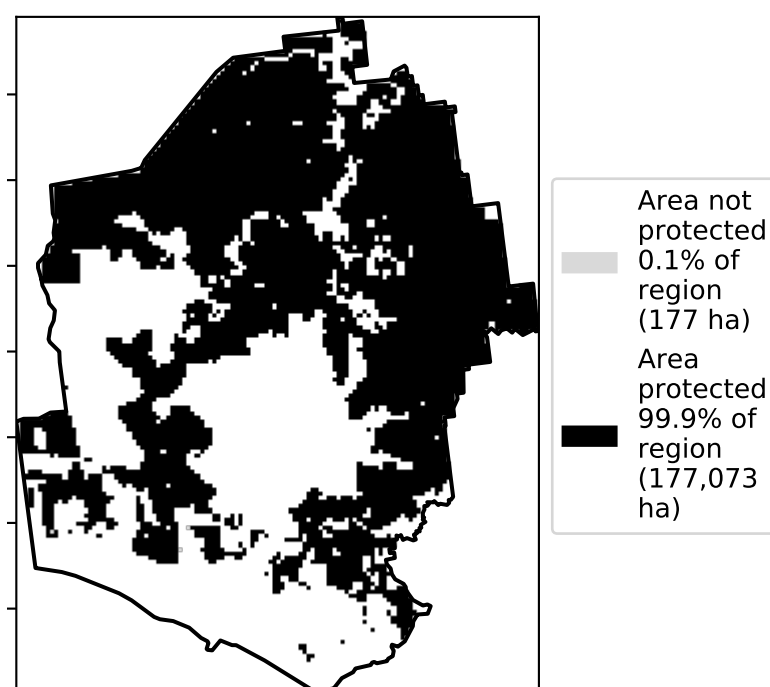 Area not
protected
0.1% of
region
(177 ha)
Area
protected
99.9% of
region
(177,073
ha)